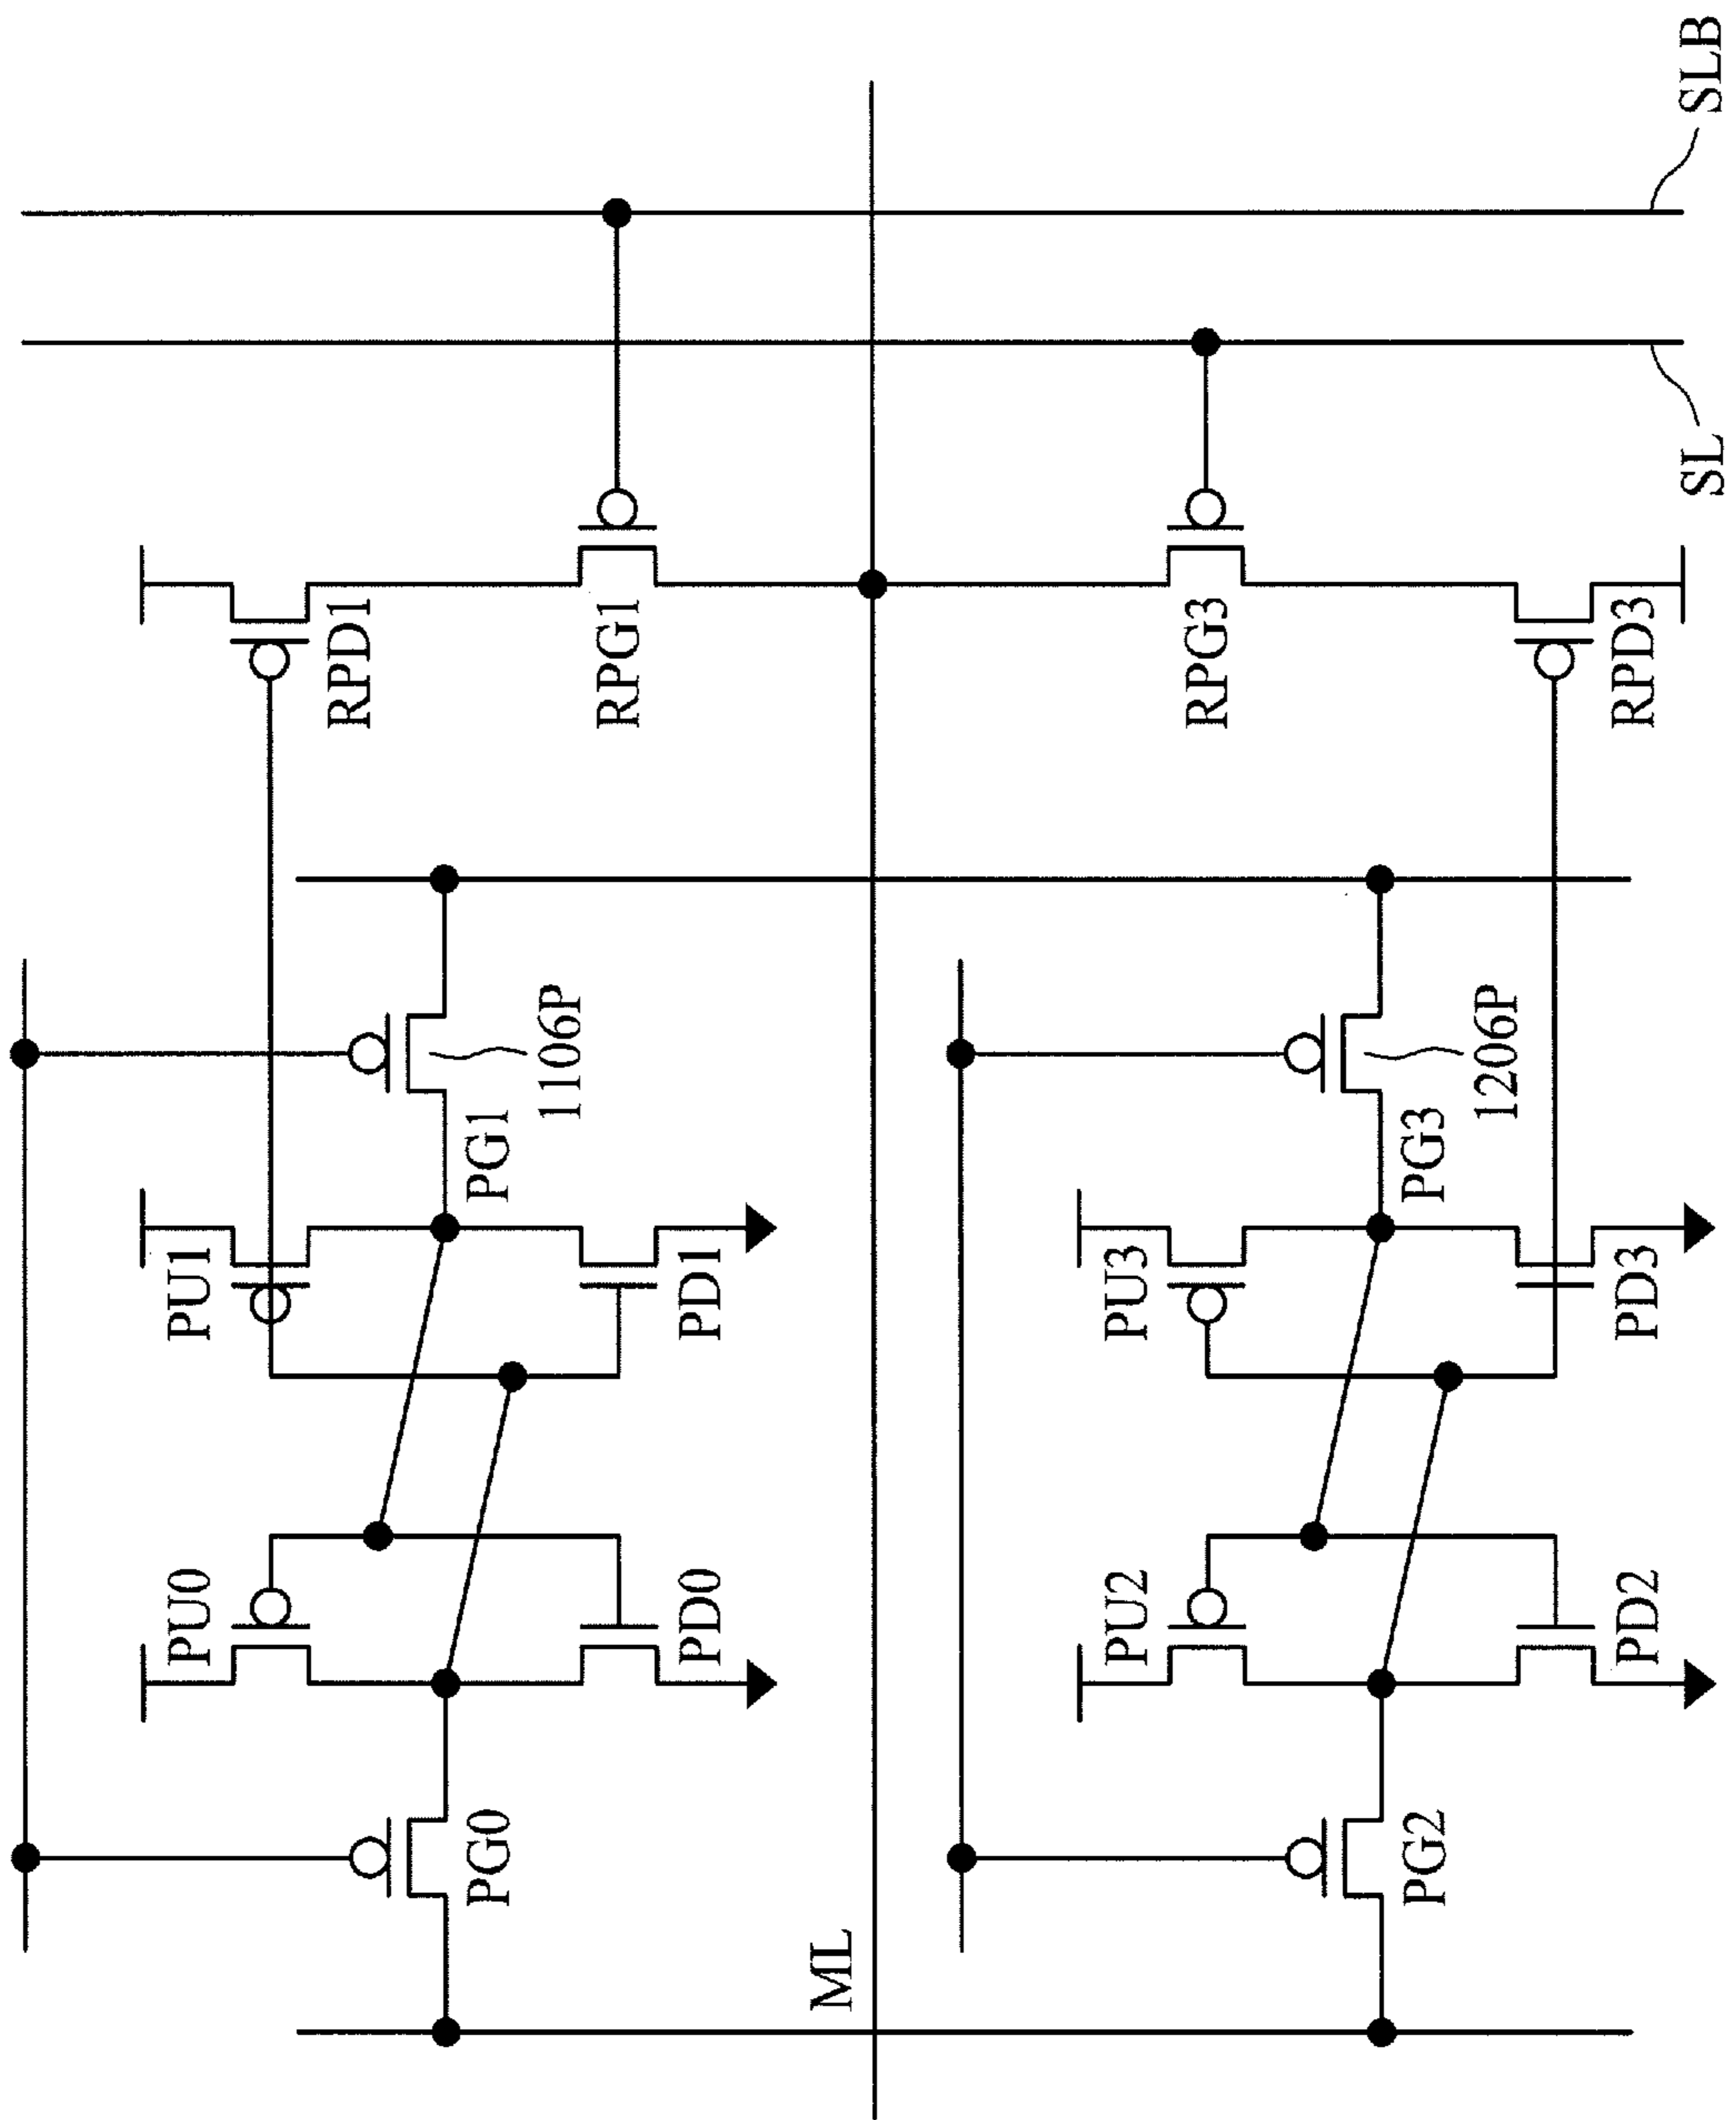 SLB
SL
RPD1
RPG1
RPG3
RPD3
1106P
1206P
PG1
PG3
PU1
PD1
PU3
PD3
PU0
PD0
PU2
PD2
PG0
PG2
ML